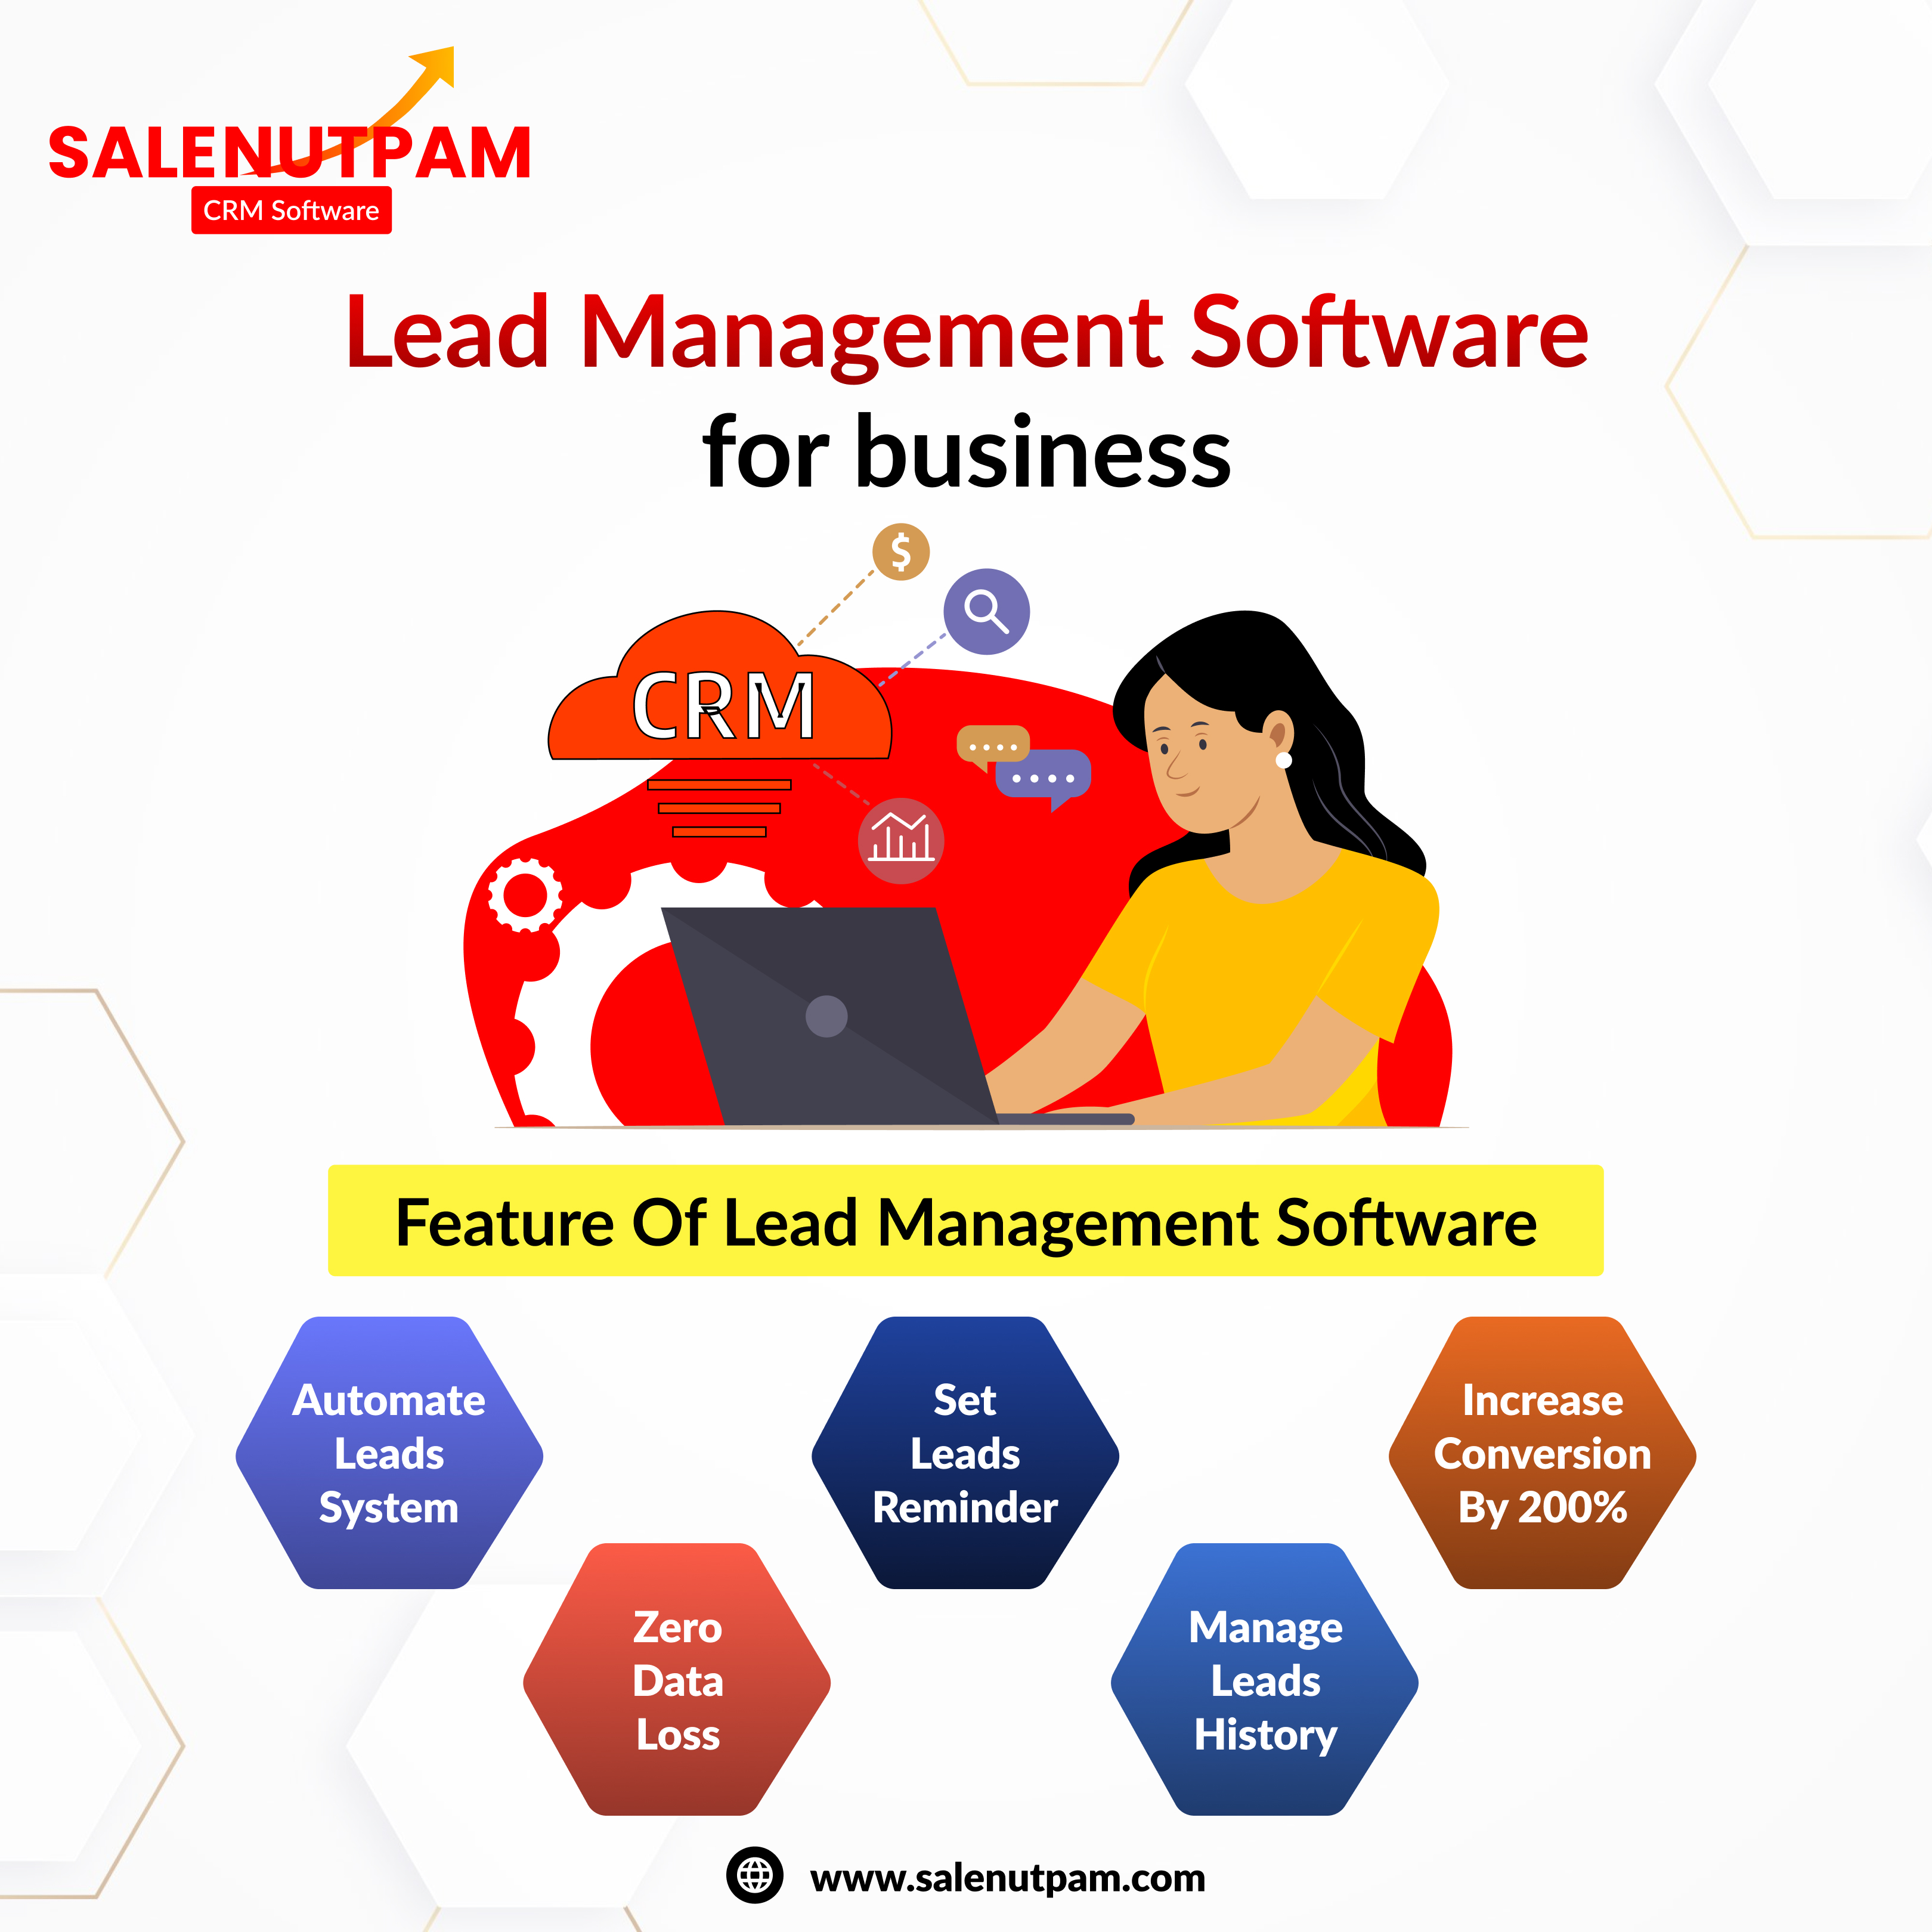 SALENUTPAM
CRM Software
Lead Management Software
for business
$
CRM
Feature Of Lead Management Software
Automate
Leads
System
Zero
Data
Loss
Set
Leads
Reminder
Manage
Leads
History
Increase
Conversion
By 200%
www.salenutpam.com